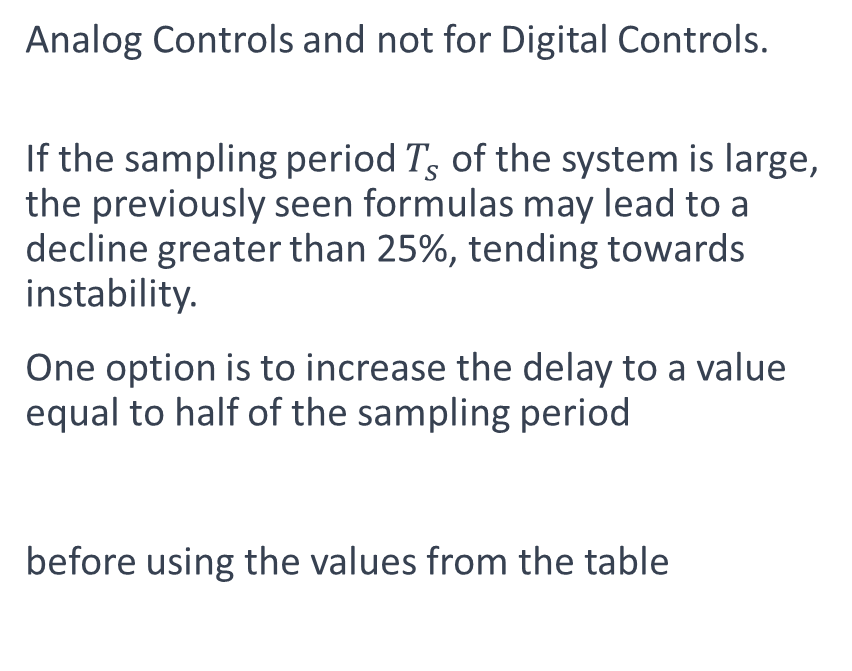 Analog Controls and not for Digital Controls.
If the sampling period Tₛ of the system is large,
the previously seen formulas may lead to a
decline greater than 25%, tending towards
instability.
One option is to increase the delay to a value
equal to half of the sampling period
before using the values from the table